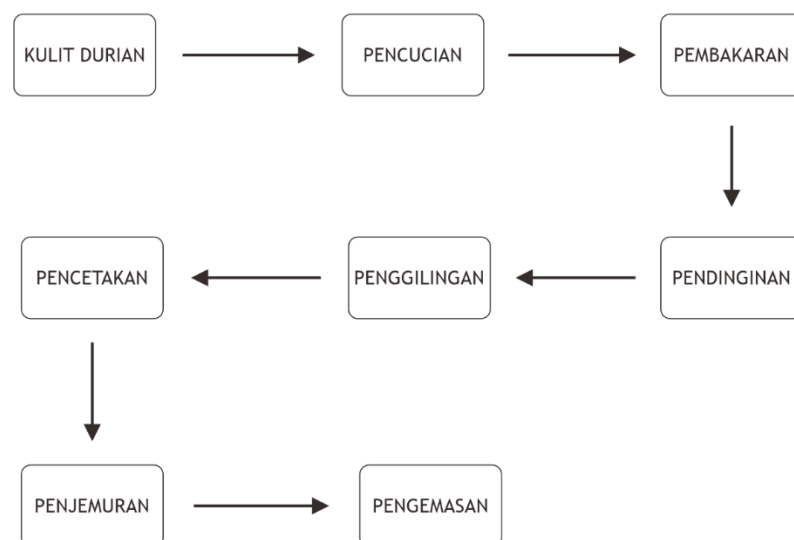 KULIT DURIAN
PENCUCIAN
PEMBAKARAN
PENDINGINAN
PENGGILINGAN
PENCETAKAN
PENJEMURAN
PENGEMASAN